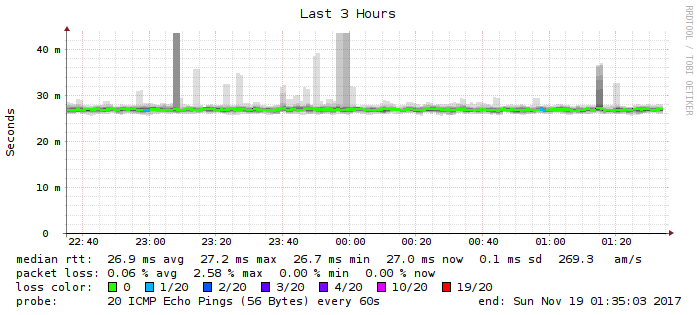 Last 3 Hours
RRDTOOL / TOBI OETIKER
Seconds
40 m
30 m
20 m
10 m
0
22:40 23:00 23:20 23:40 00:00 00:20 00:40 01:00 01:20
median rtt: 26.9 ms avg 27.2 ms max 26.7 ms min 27.0 ms now 0.1 ms sd 269.3 am/s
packet loss: 0.06 % avg 2.58 % max 0.00 % min 0.00 % now
loss color: 0 1/20 2/20 3/20 4/20 10/20 19/20
probe: 20 ICMP Echo Pings (56 Bytes) every 60s end: Sun Nov 19 01:35:03 2017